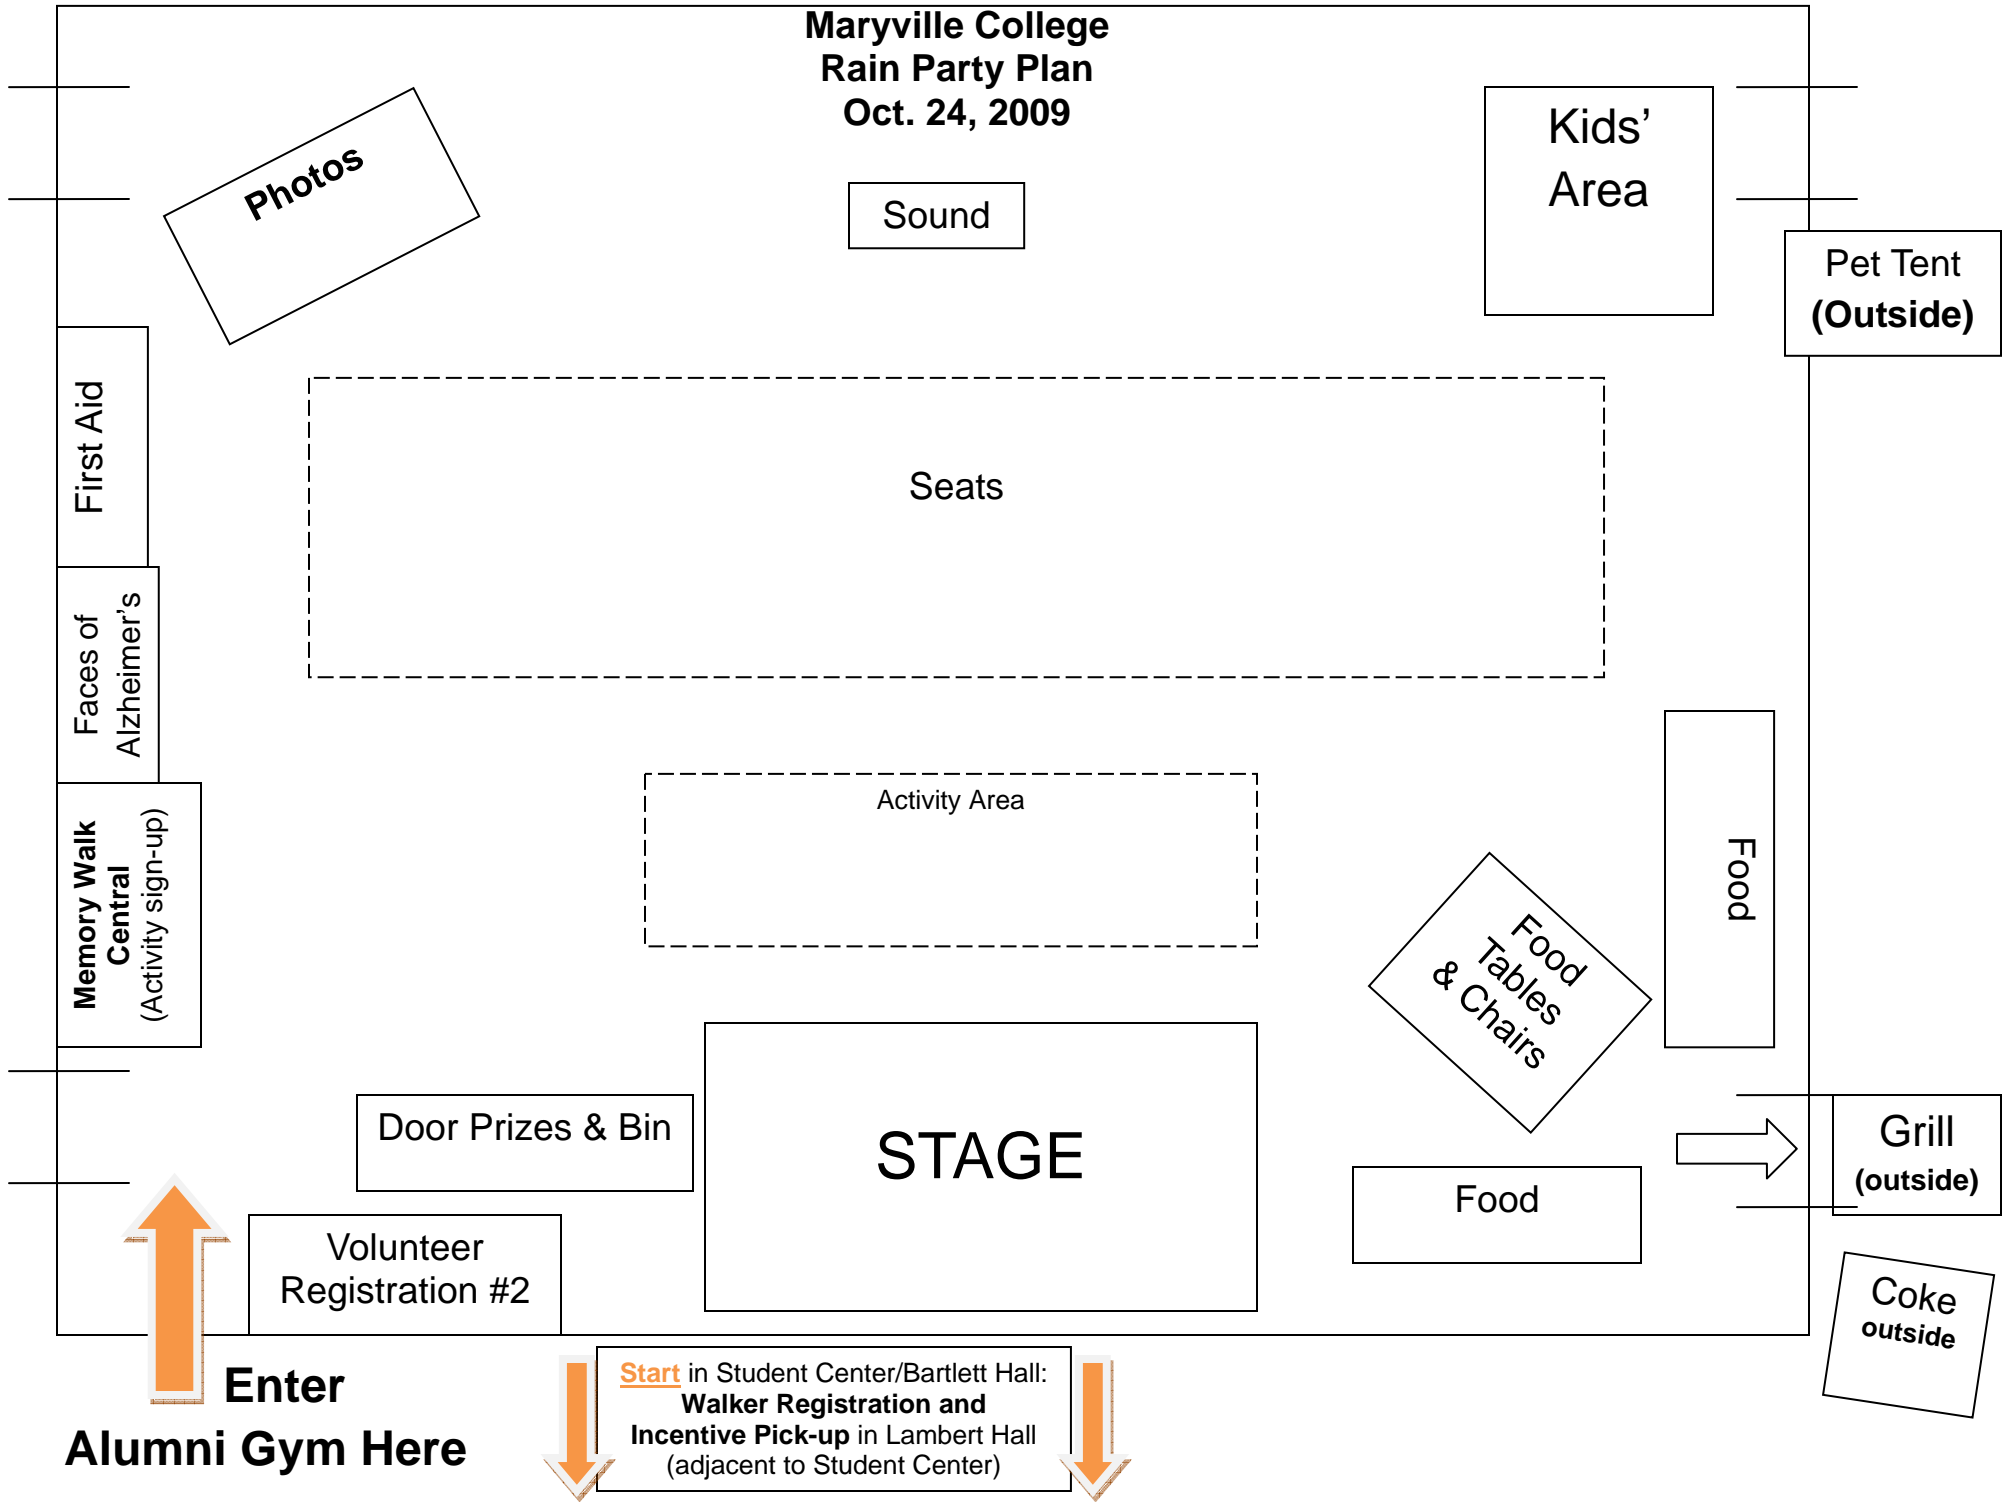 Maryville College
Rain Party Plan
Oct. 24, 2009
Photos
Sound
Kids’
Area
Pet Tent
(Outside)
First Aid
Seats
Faces of
Alzheimer’s
Memory Walk
Central
(Activity sign-up)
Activity Area
Food
Food
Tables
& Chairs
Door Prizes & Bin
STAGE
Food
Grill
(outside)
Volunteer
Registration #2
Coke
outside
Enter
Alumni Gym Here
Start in Student Center/Bartlett Hall:
Walker Registration and
Incentive Pick-up in Lambert Hall
(adjacent to Student Center)